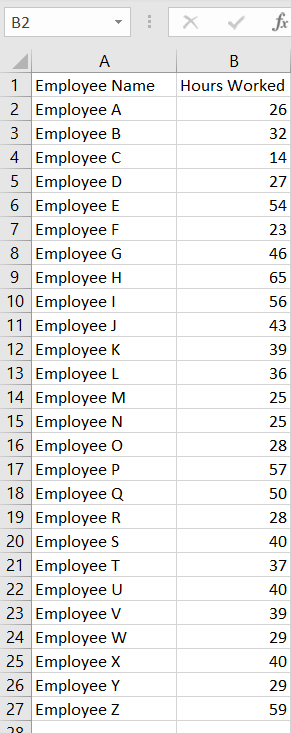 B2 fx
A B
1 Employee Name Hours Worked
2 Employee A 26
3 Employee B 32
4 Employee C 14
5 Employee D 27
6 Employee E 54
7 Employee F 23
8 Employee G 46
9 Employee H 65
10 Employee I 56
11 Employee J 43
12 Employee K 39
13 Employee L 36
14 Employee M 25
15 Employee N 25
16 Employee O 28
17 Employee P 57
18 Employee Q 50
19 Employee R 28
20 Employee S 40
21 Employee T 37
22 Employee U 40
23 Employee V 39
24 Employee W 29
25 Employee X 40
26 Employee Y 29
27 Employee Z 59
28